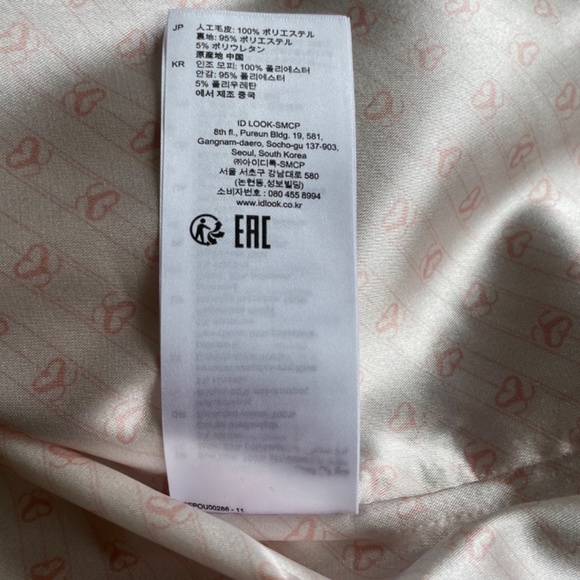 JP
人工毛皮: 100% ポリエステル
裏地: 95% ポリエステル
5% ポリウレタン
原産地 中国
KR
인조 모피: 100% 폴리에스터
안감: 95% 폴리에스터
5% 폴리우레탄
에서 제조 중국
ID LOOK-SMCP
8th fl., Pureun Bldg. 19, 581,
Gangnam-daero, Socho-gu 137-903,
Seoul, South Korea
㈜아이디룩-SMCP
서울 서초구 강남대로 580
(논현동,성보빌딩)
소비자번호 : 080 455 8994
www.idlook.co.kr
EAC
POU00286 - 11